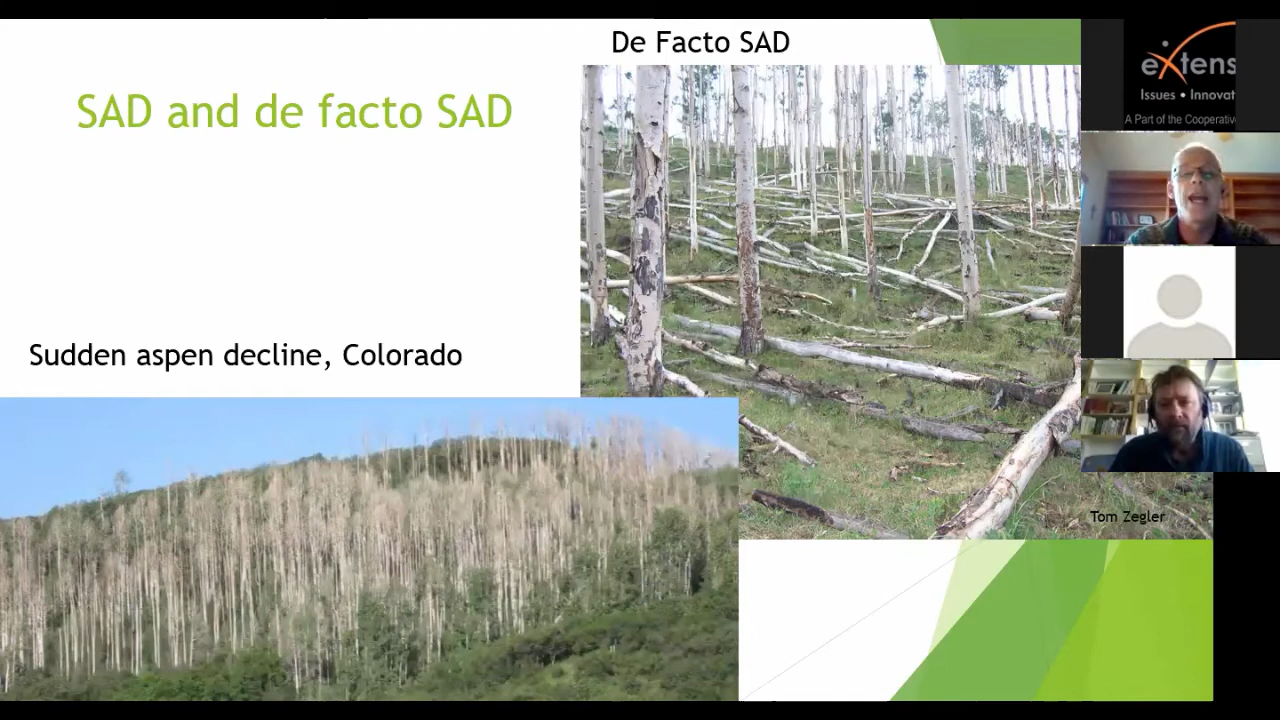 De Facto SAD
SAD and de facto SAD
Sudden aspen decline, Colorado
Tom Zegler
eXtens
Issues • Innovat
A Part of the Cooperativ